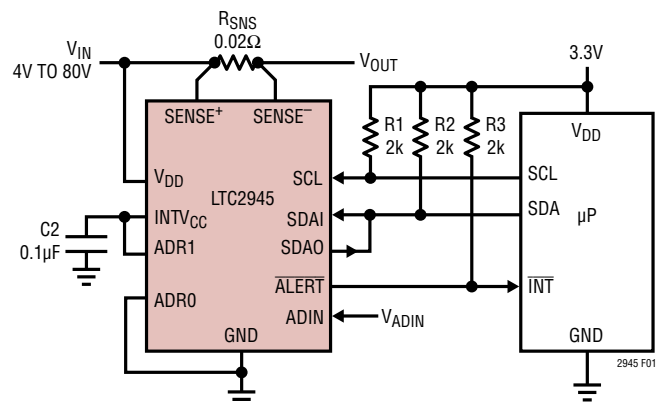 RSNS
0.02Ω
VIN
4V TO 80V
VOUT
3.3V
SENSE+
SENSE–
R1
2k
R2
2k
R3
2k
VDD
VDD
LTC2945
SCL
SCL
INTVCC
SDAI
SDA
µP
C2
0.1µF
ADR1
SDAO
ALERT
INT
ADR0
ADIN
VADIN
GND
GND
2945 F01